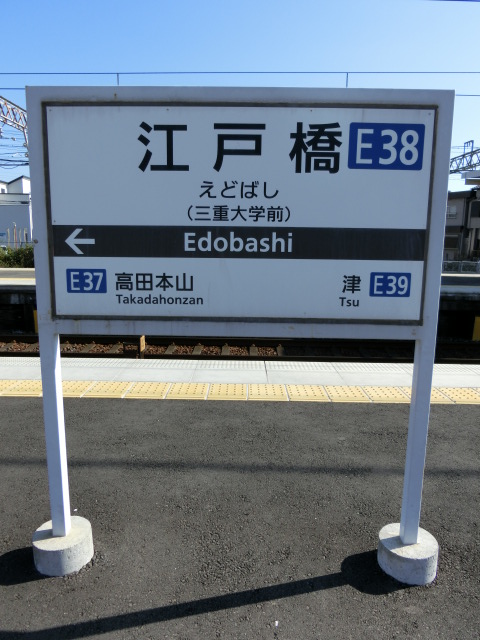 江戸橋 E38
えどばし
（三重大学前）
Edobashi
E37 高田本山 津 E39
Takadahonzan Tsu